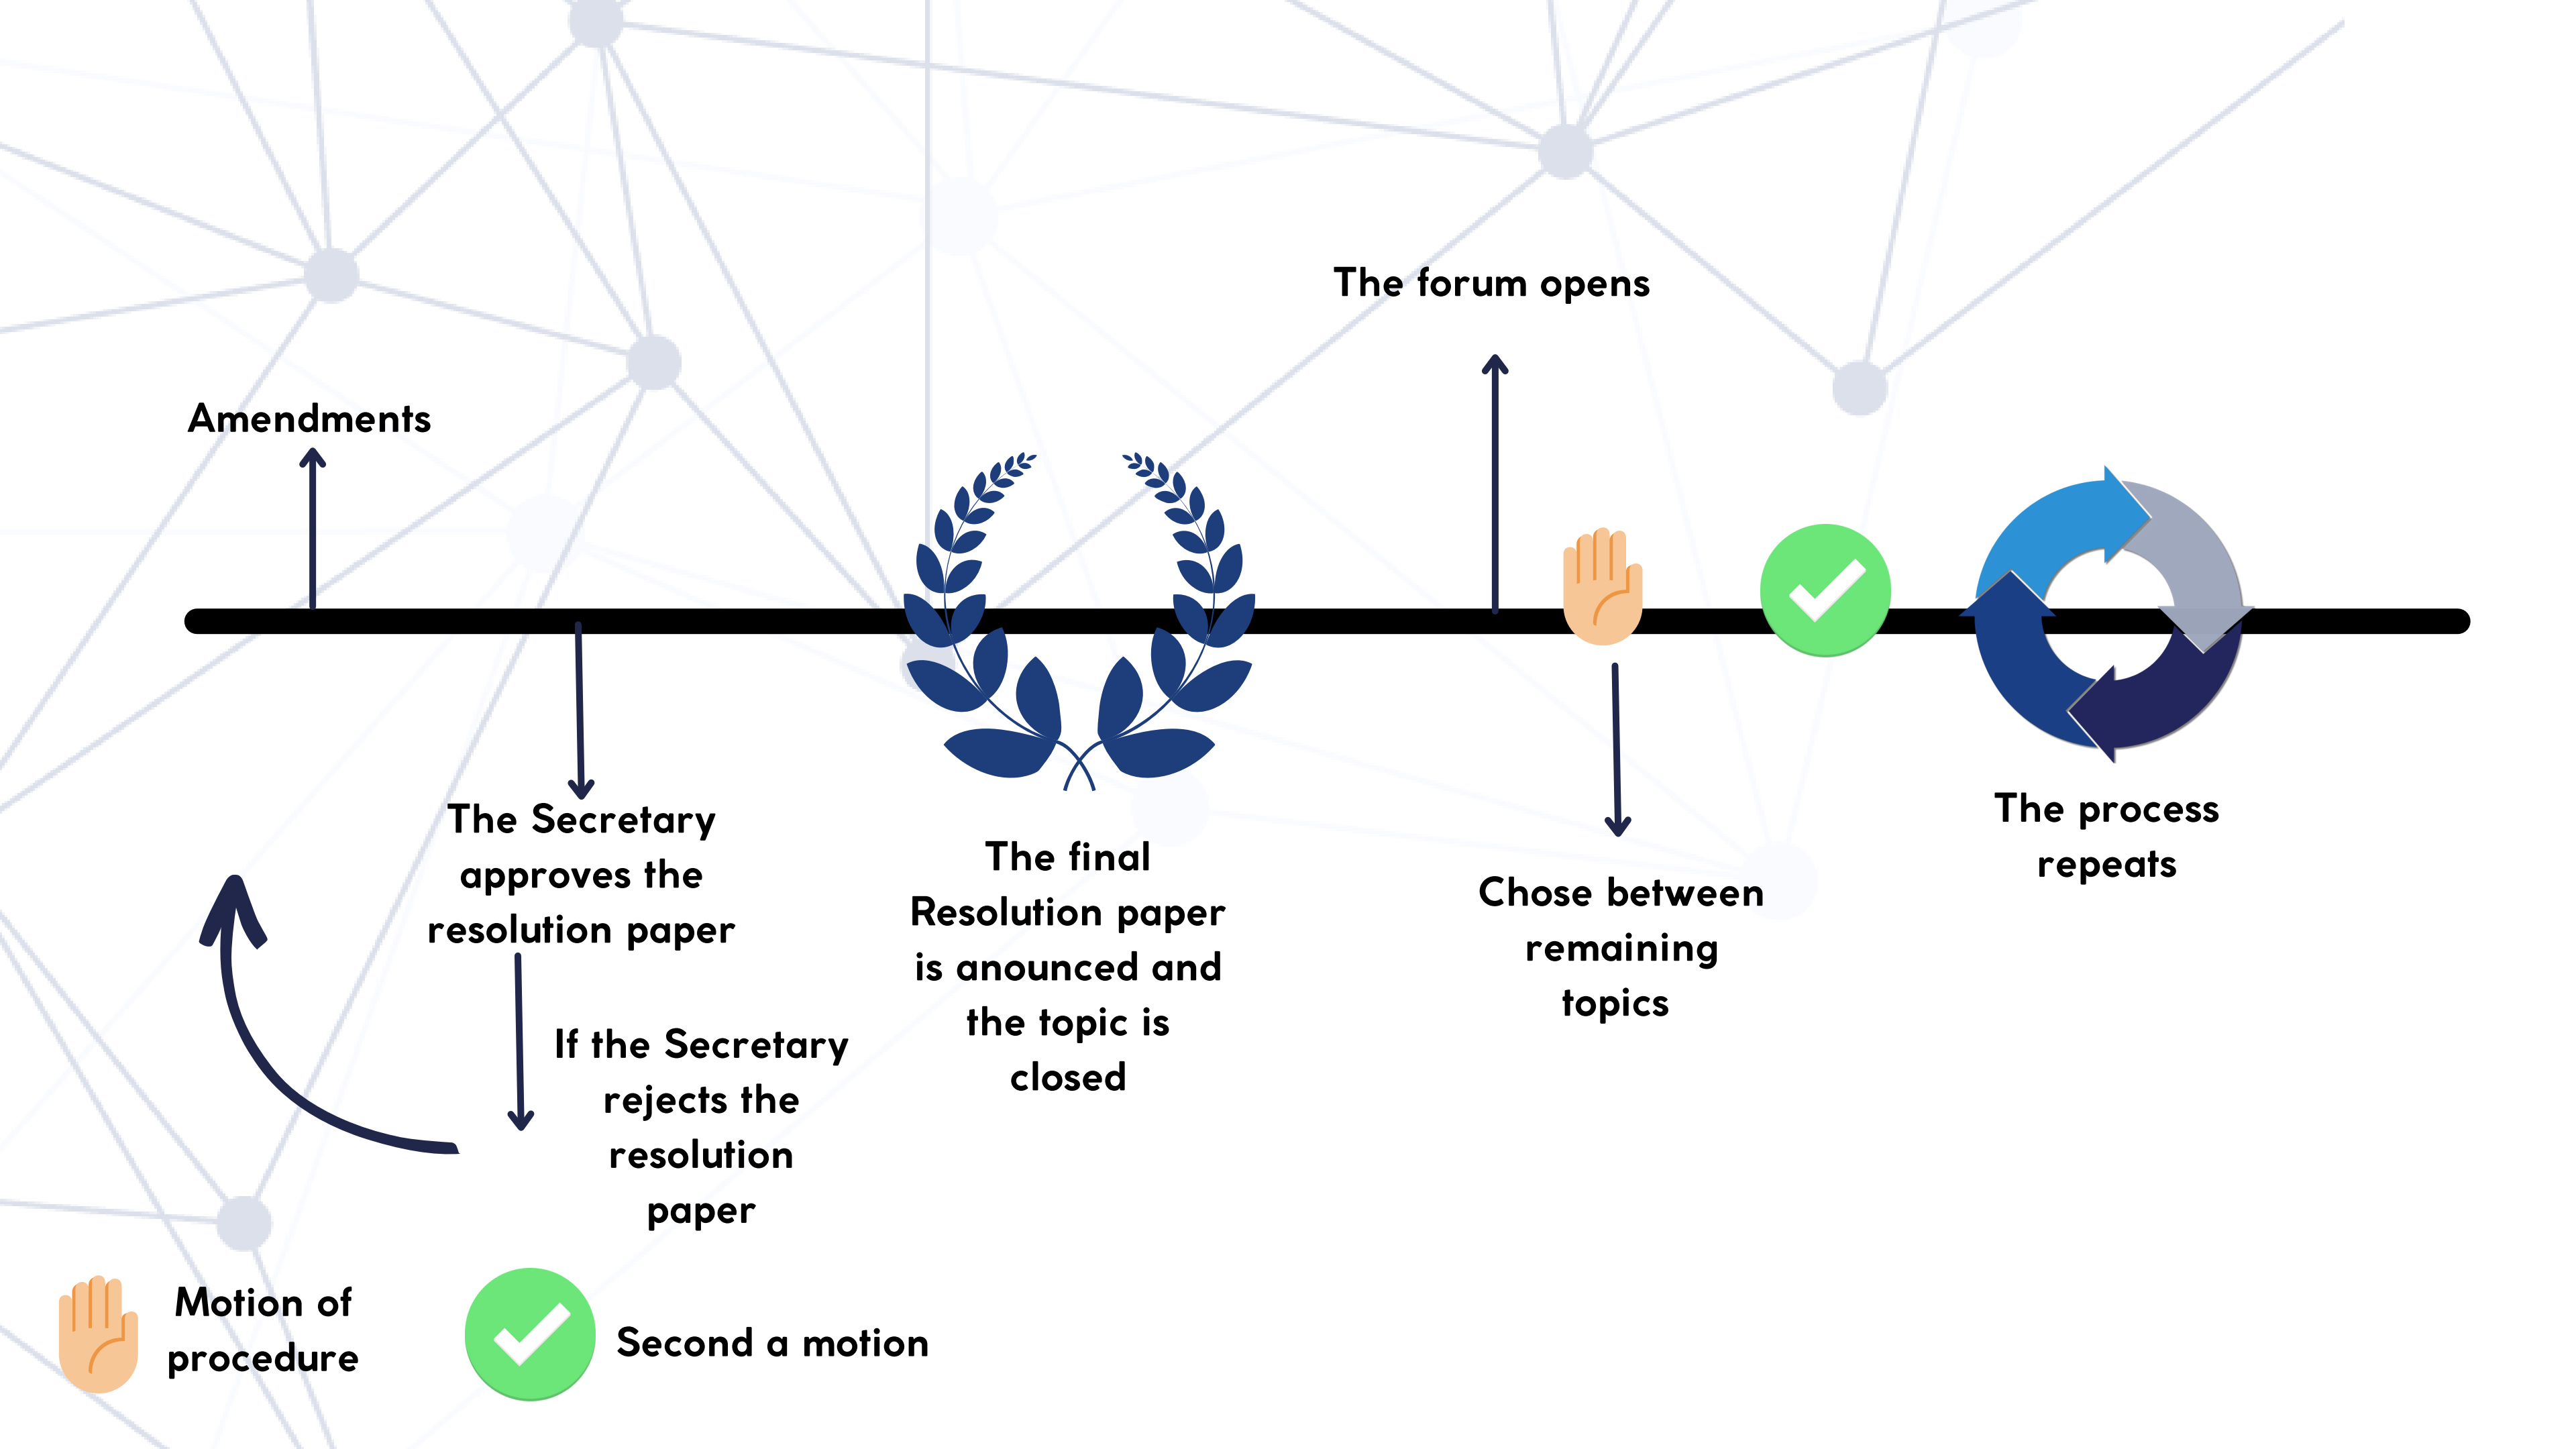 The forum opens
Amendments
The Secretary
approves the
resolution paper
If the Secretary
rejects the
resolution
paper
The final
Resolution paper
is anounced and
the topic is
closed
Chose between
remaining
topics
The process
repeats
Motion of
procedure
Second a motion